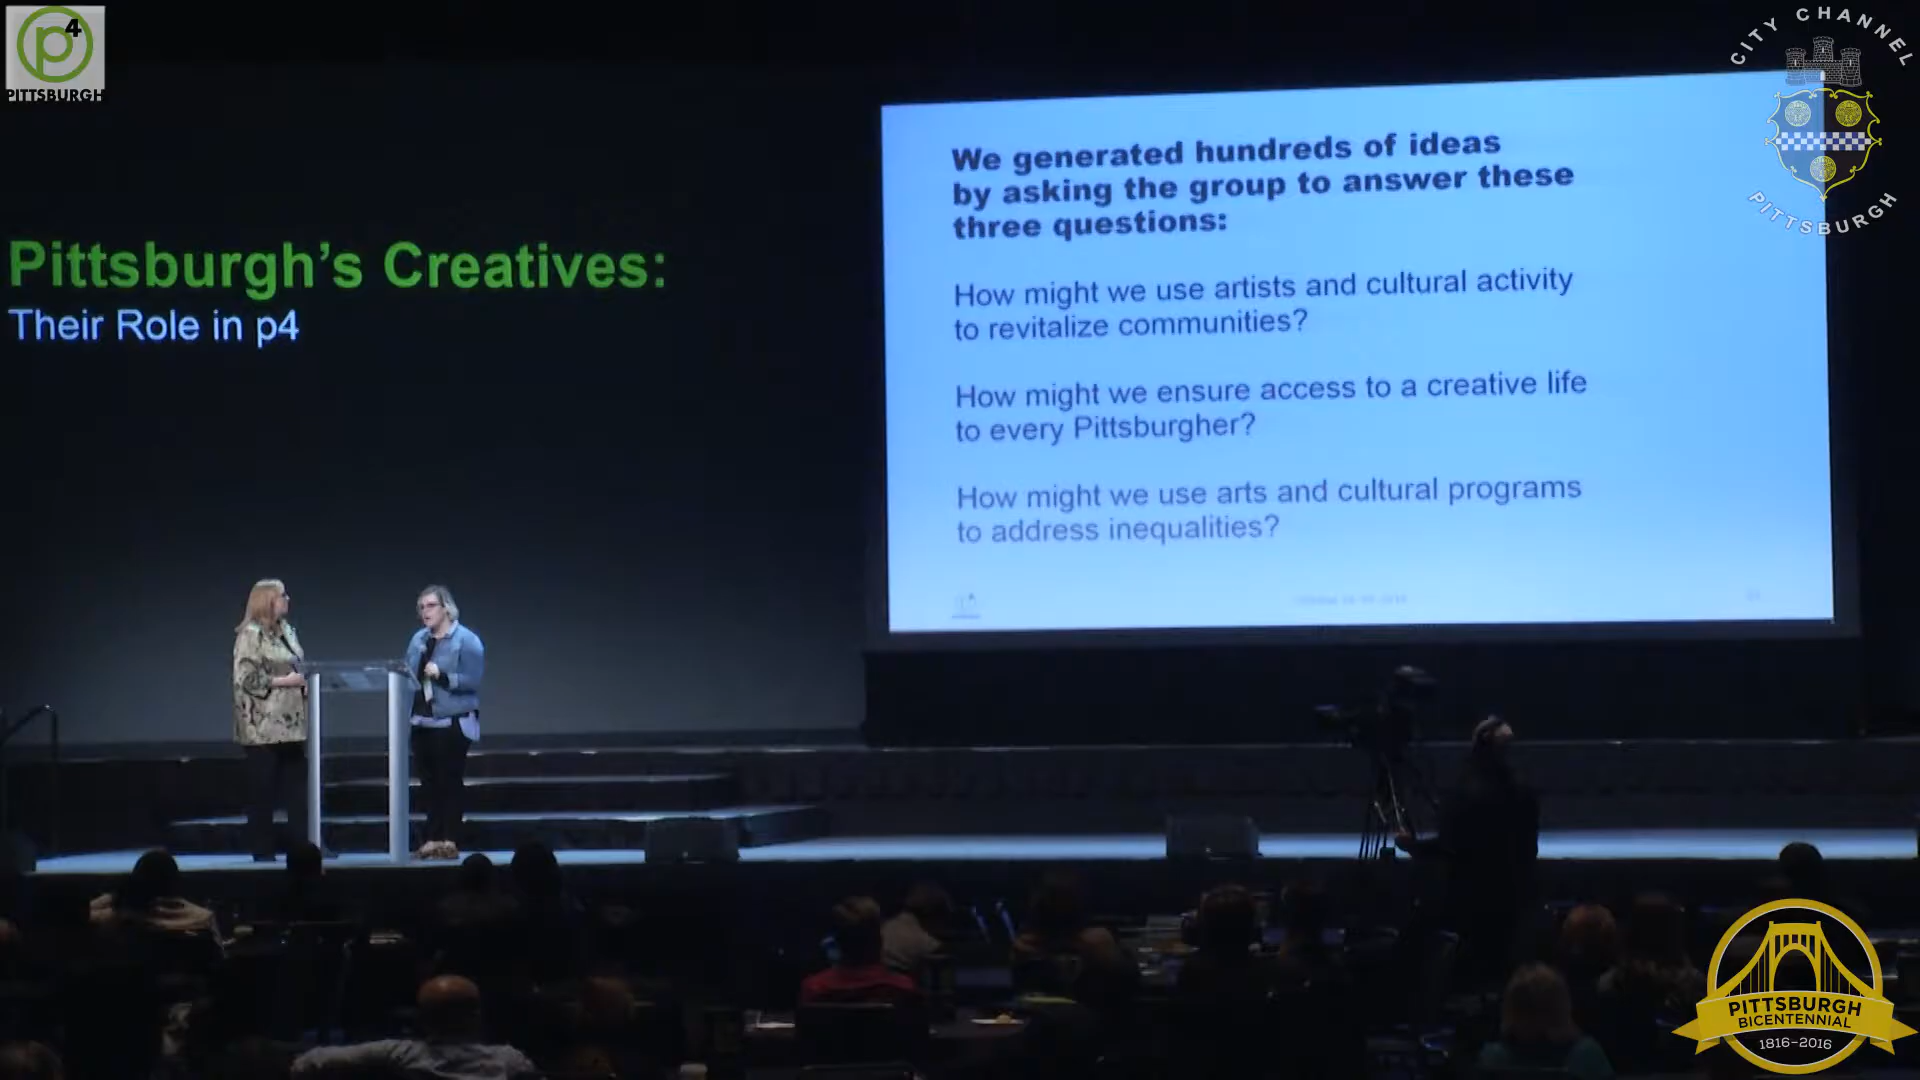 p4
PITTSBURGH
CITY CHANNEL
PITTSBURGH
Pittsburgh's Creatives:
Their Role in p4
We generated hundreds of ideas
by asking the group to answer these
three questions:
How might we use artists and cultural activity
to revitalize communities?
How might we ensure access to a creative life
to every Pittsburgher?
How might we use arts and cultural programs
to address inequalities?
PITTSBURGH
BICENTENNIAL
1816-2016